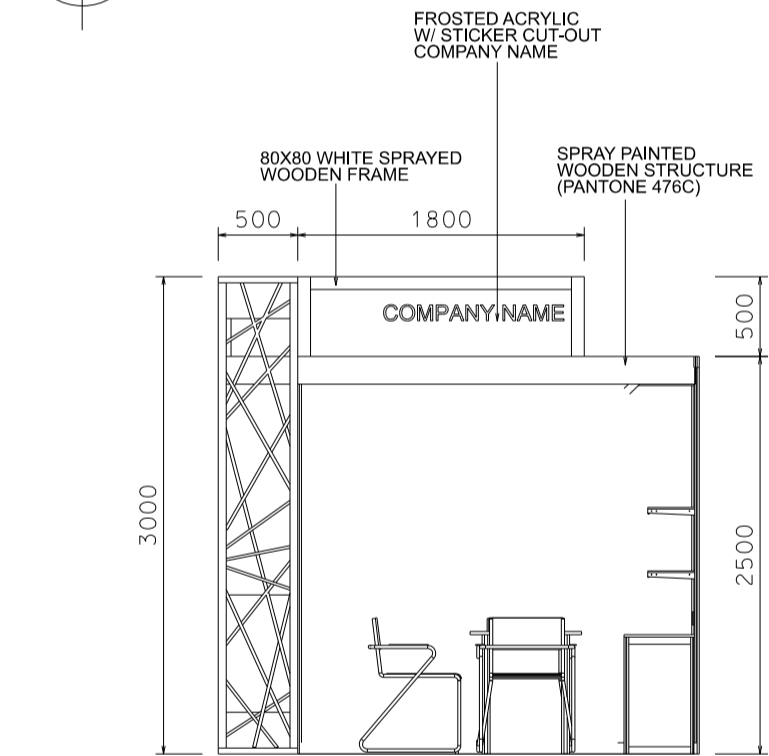 FROSTED ACRYLIC
W/ STICKER CUT-OUT
COMPANY NAME
80X80 WHITE SPRAYED
WOODEN FRAME
SPRAY PAINTED
WOODEN STRUCTURE
(PANTONE 476C)
500
1800
COMPANY NAME
500
3000
2500